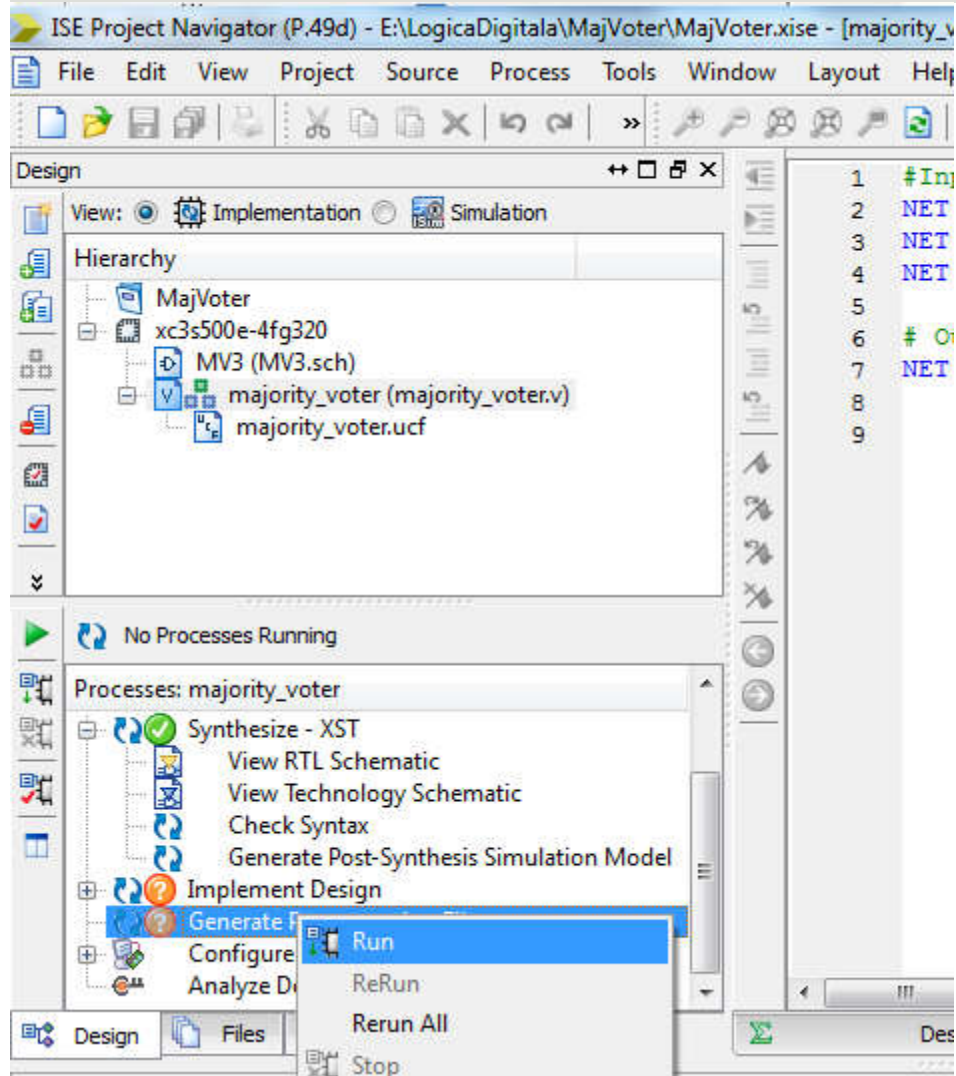 ISE Project Navigator (P.49d) - E:\LogicaDigitala\MajVoter\MajVoter.xise - [majority_v
File Edit View Project Source Process Tools Window Layout Help
»
Design
View: Implementation Simulation
Hierarchy
MajVoter
xc3s500e-4fg320
MV3 (MV3.sch)
majority_voter (majority_voter.v)
majority_voter.ucf
No Processes Running
Processes: majority_voter
Synthesize - XST
View RTL Schematic
View Technology Schematic
Check Syntax
Generate Post-Synthesis Simulation Model
Implement Design
Generate
Configure
Analyze
Run
ReRun
Rerun All
Stop
Design Files
1 #Inp
2 NET
3 NET
4 NET
5
6 # Ou
7 NET
8
9
Des